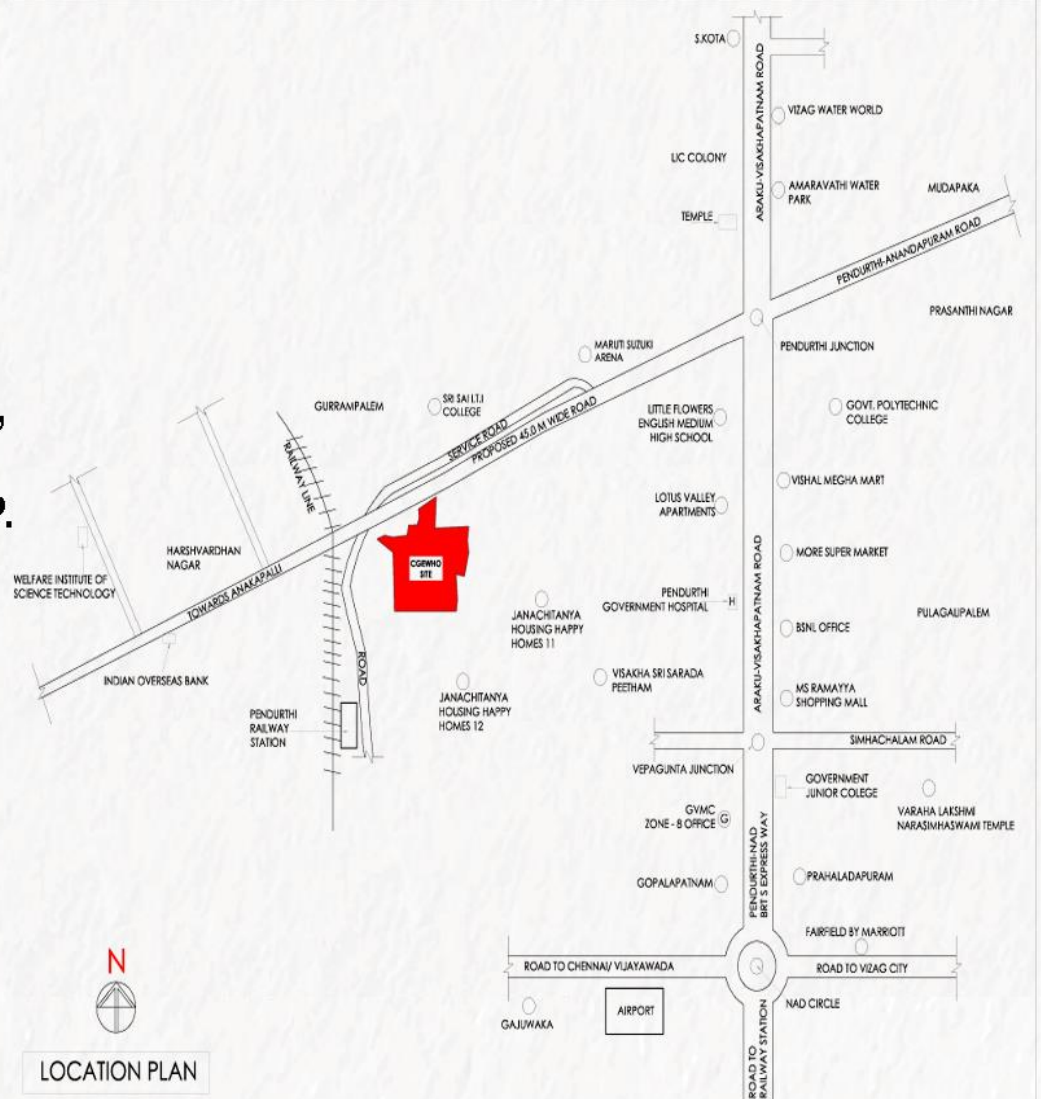 S.KOTA
ARAKU-VISAKHAPATNAM ROAD
VIZAG WATER WORLD
LIC COLONY
AMARAVATHI WATER
PARK
MUDAPAKA
TEMPLE
PENDURTHI-ANANDAPURAM ROAD
PRASANTHI NAGAR
PENDURTHI JUNCTION
MARUTI SUZUKI
ARENA
GURRAMPALEM
SRI SAI I.T.I
COLLEGE
SERVICE ROAD
PROPOSED 45.0 M WIDE ROAD
LITTLE FLOWERS
ENGLISH MEDIUM
HIGH SCHOOL
GOVT. POLYTECHNIC
COLLEGE
RAILWAY LINE
VISHAL MEGHA MART
LOTUS VALLEY
APARTMENTS
HARSHVARDHAN
NAGAR
WELFARE INSTITUTE OF
SCIENCE TECHNOLOGY
TOWARDS ANAKAPALLI
CGEWHO
SITE
MORE SUPER MARKET
ARAKU-VISAKHAPATNAM ROAD
PENDURTHI
GOVERNMENT HOSPITAL
H
JANACHITANYA
HOUSING HAPPY
HOMES 11
PULAGALIPALEM
BSNL OFFICE
INDIAN OVERSEAS BANK
ROAD
VISAKHA SRI SARADA
PEETHAM
JANACHITANYA
HOUSING HAPPY
HOMES 12
MS RAMAYYA
SHOPPING MALL
PENDURTHI
RAILWAY
STATION
SIMHACHALAM ROAD
VEPAGUNTA JUNCTION
GOVERNMENT
JUNIOR COLEGE
GVMC
ZONE - 8 OFFICE
G
VARAHA LAKSHMI
NARASIMHASWAMI TEMPLE
PENDURTHI-NAD
BRT S EXPRESS WAY
GOPALAPATNAM
PRAHALADAPURAM
FAIRFIELD BY MARRIOTT
ROAD TO CHENNAI/ VIJAYAWADA
ROAD TO VIZAG CITY
NAD CIRCLE
GAJUWAKA
AIRPORT
ROAD TO
RAILWAY STATION
N
LOCATION PLAN